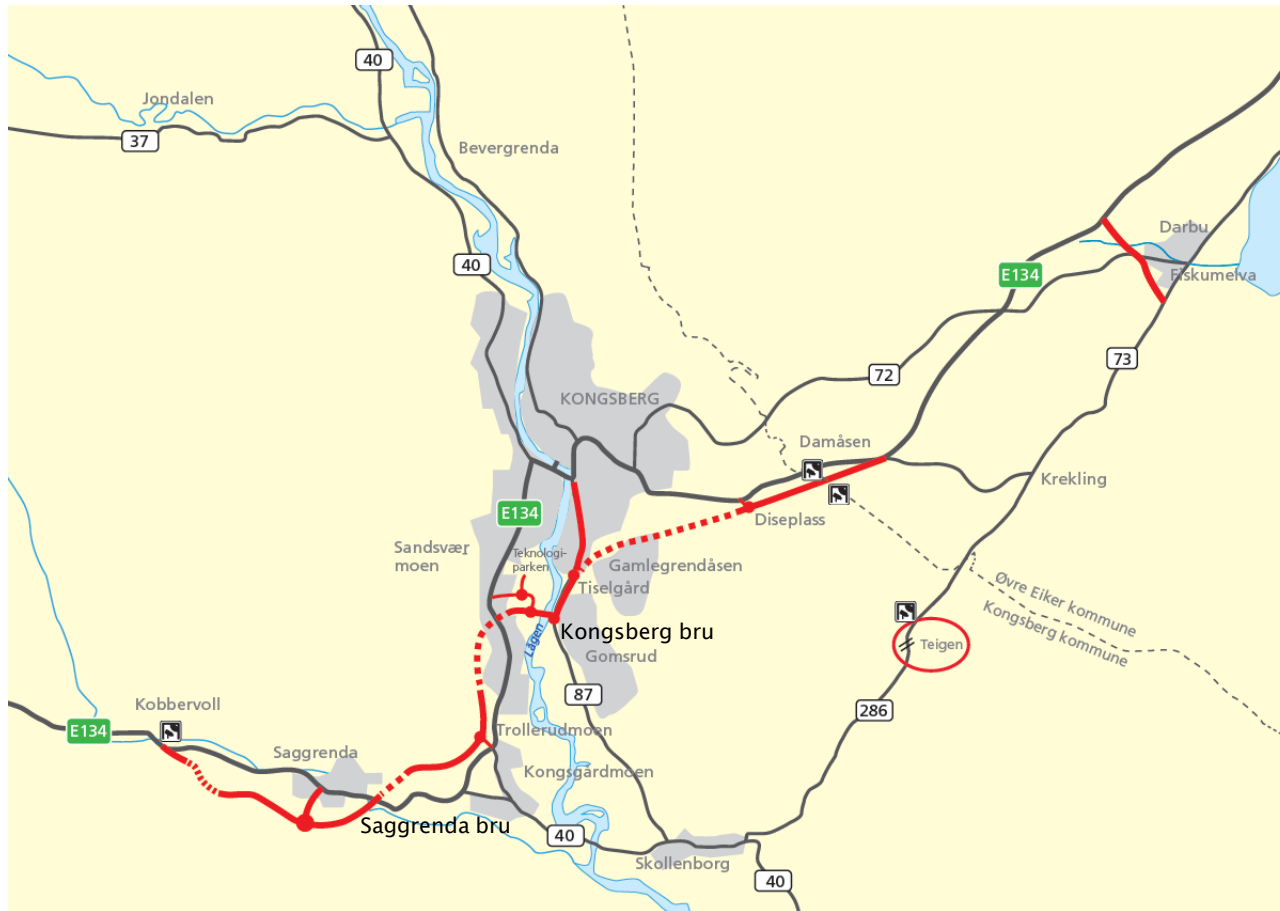 40
Jondalen
37
Bevergrenda
Darbu
40
E134
Fiskumelva
73
72
KONGSBERG
Damåsen
Krekling
E134
Diseplass
Sandsvær
moen
Teknologi-
parken
Gamlegrendåsen
Tiselgård
Øvre Eiker kommune
Kongsberg kommune
Kongsberg bru
Lågen
Gomsrud
Teigen
87
286
Kobbervoll
E134
Trollerudmoen
Saggrenda
Kongsgårdmoen
Saggrenda bru
40
Skollenborg
40